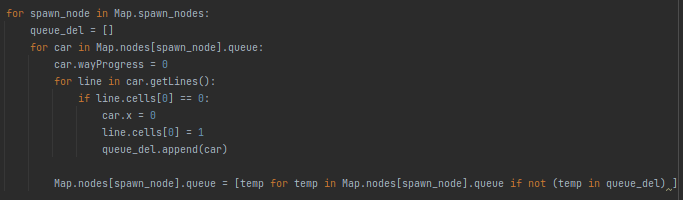 for spawn_node in Map.spawn_nodes:
    queue_del = []
    for car in Map.nodes[spawn_node].queue:
        car.wayProgress = 0
        for line in car.getLines():
            if line.cells[0] == 0:
                car.x = 0
                line.cells[0] = 1
                queue_del.append(car)
        Map.nodes[spawn_node].queue = [temp for temp in Map.nodes[spawn_node].queue if not (temp in queue_del) ]